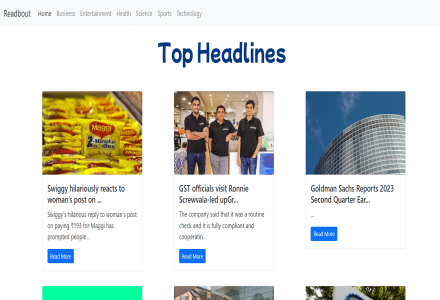 Readbout Home Business Entertainment Health Science Sports Technology
Top Headlines
Maggi
2-Minute
Swiggy hilariously reacts to
woman's post on ...
Swiggy's hilarious reply to woman's post
on paying ₹193 for Maggi has
prompted people...
Read More
GST officials visit Ronnie
Screwvala-led upGr...
The company said that it was a routine
check and it is fully compliant and
cooperatin...
Read More
Goldman Sachs Reports 2023
Second Quarter Ear...
...
Read More